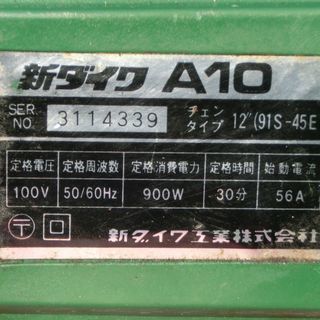 新ダイワ A10
SER. NO. 3114339 チェンタイプ 12"(91S-45E
定格電圧 定格周波数 定格消費電力 定格時間 始動電流
100V 50/60Hz 900W 30分 56A
〒 新ダイワ工業株式会社